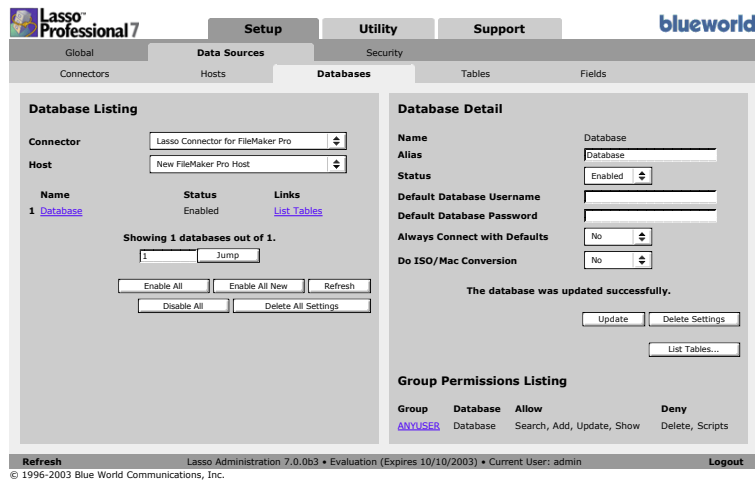 Lasso™
Professional 7
Setup Utility Support
blueworld
Global Data Sources Security
Connectors Hosts Databases Tables Fields
Database Listing
Connector Lasso Connector for FileMaker Pro
Host New FileMaker Pro Host
Name Status Links
1 Database Enabled List Tables
Showing 1 databases out of 1.
1 Jump
Enable All Enable All New Refresh
Disable All Delete All Settings
Database Detail
Name Database
Alias Database
Status Enabled
Default Database Username
Default Database Password
Always Connect with Defaults No
Do ISO/Mac Conversion No
The database was updated successfully.
Update Delete Settings
List Tables...
Group Permissions Listing
Group Database Allow Deny
ANYUSER Database Search, Add, Update, Show Delete, Scripts
Refresh Lasso Administration 7.0.0b3 • Evaluation (Expires 10/10/2003) • Current User: admin Logout
© 1996-2003 Blue World Communications, Inc.